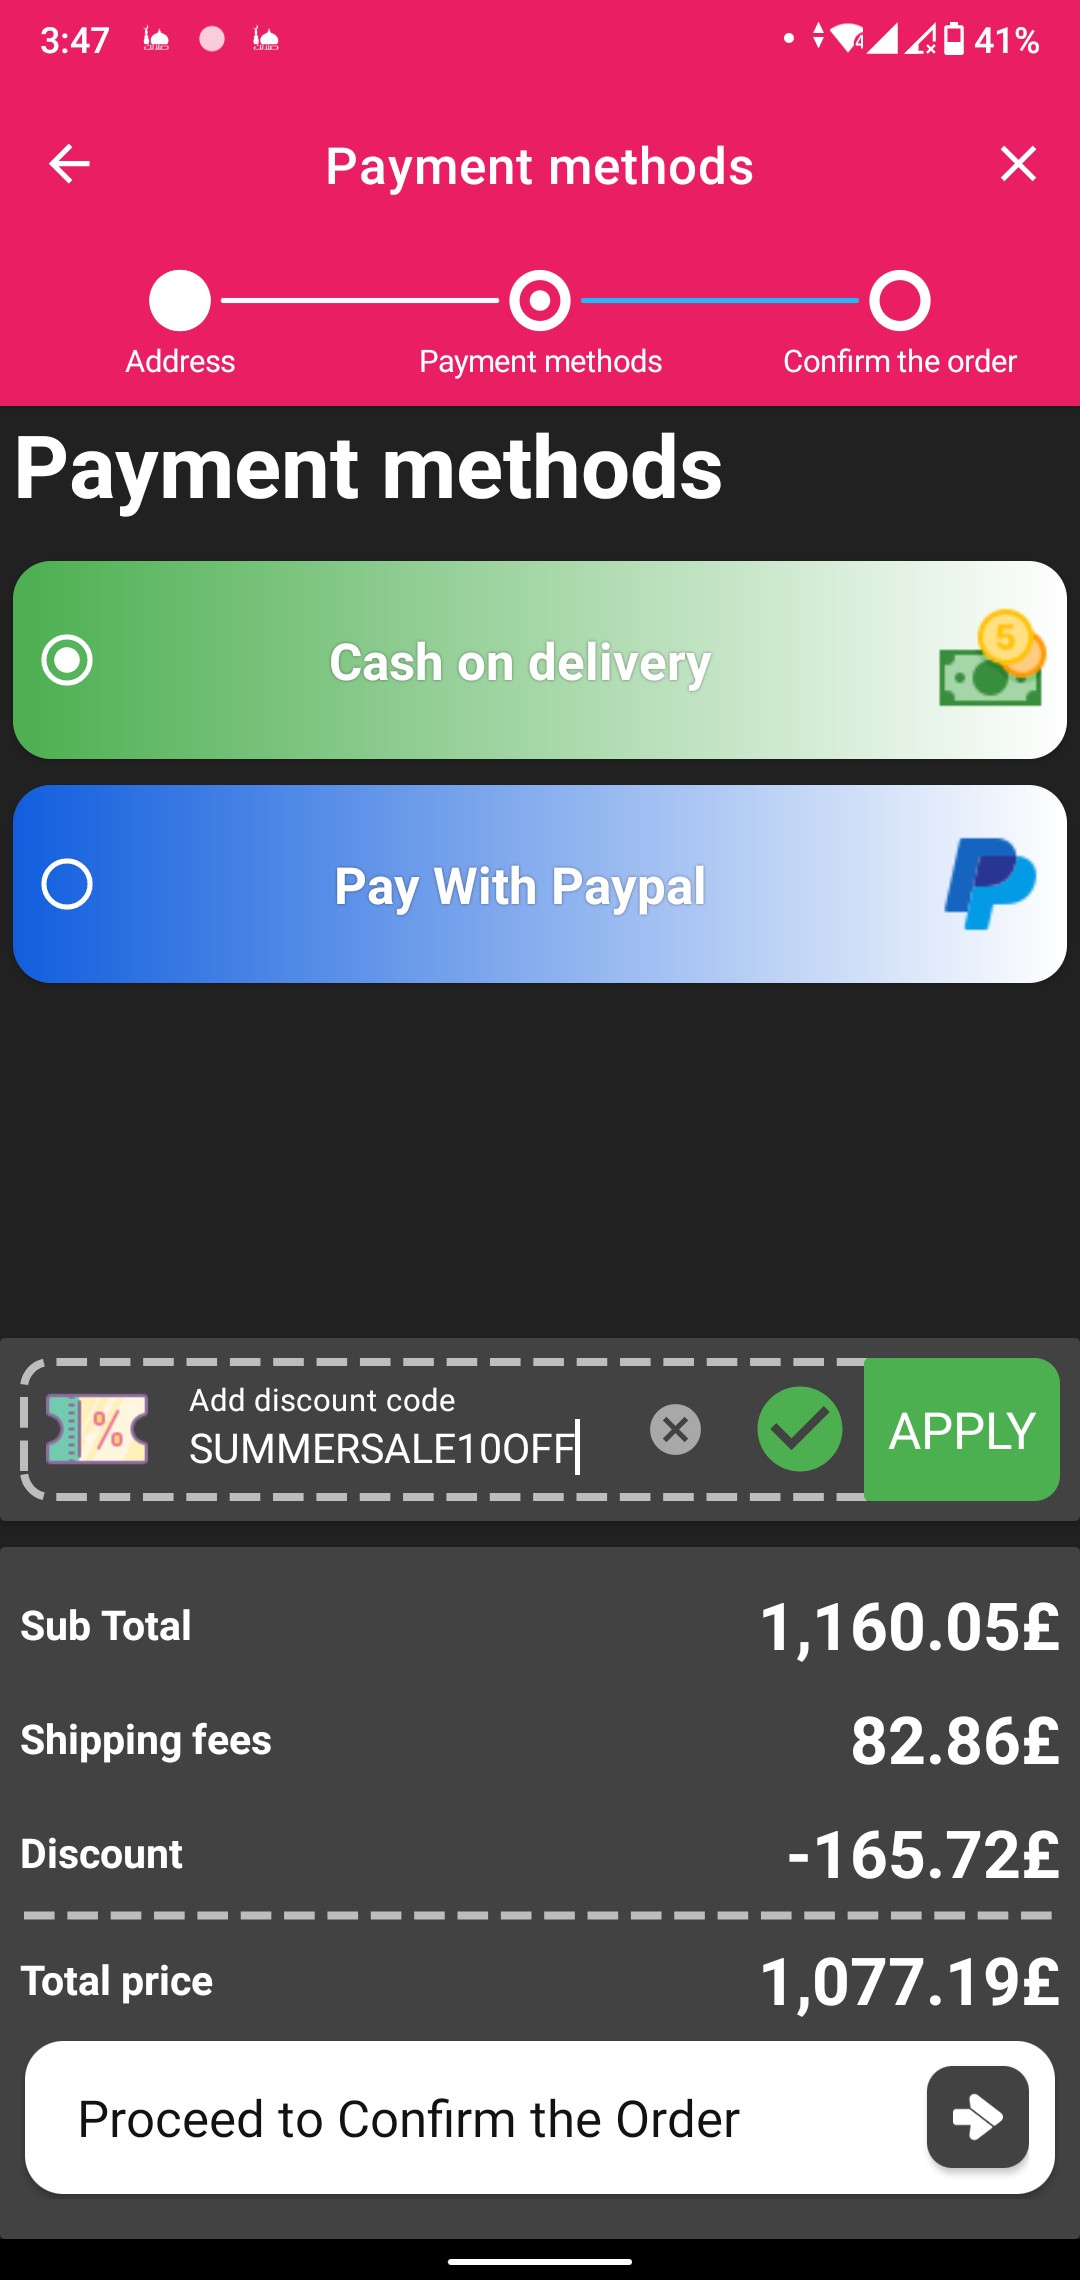 3:47
41%
Payment methods
Address
Payment methods
Confirm the order
Payment methods
Cash on delivery
5
Pay With Paypal
Add discount code
SUMMERSALE10OFF
%
APPLY
Sub Total
1,160.05£
Shipping fees
82.86£
Discount
-165.72£
Total price
1,077.19£
Proceed to Confirm the Order